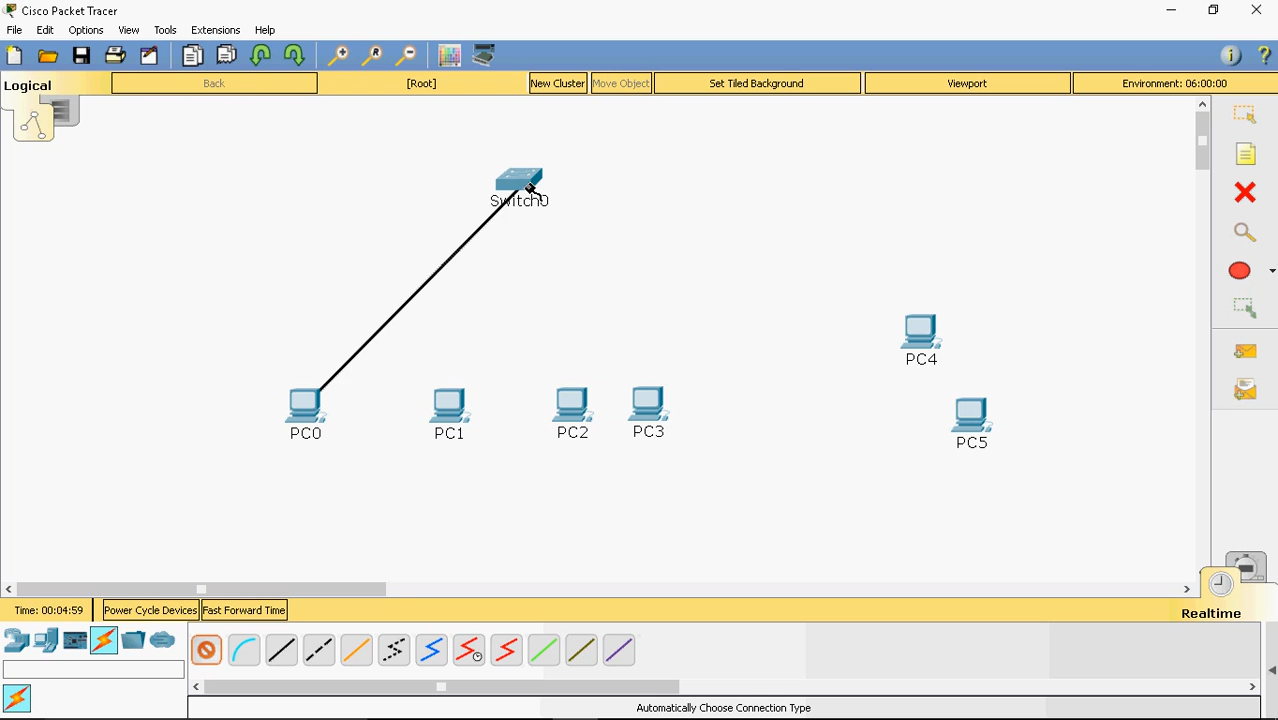 Cisco Packet Tracer
File Edit Options View Tools Extensions Help
Logical Back [Root] New Cluster Move Object Set Tiled Background Viewport Environment: 06:00:00
Switch0
PC4
PC0 PC1 PC2 PC3
PC5
Time: 00:04:59 Power Cycle Devices Fast Forward Time Realtime
Automatically Choose Connection Type